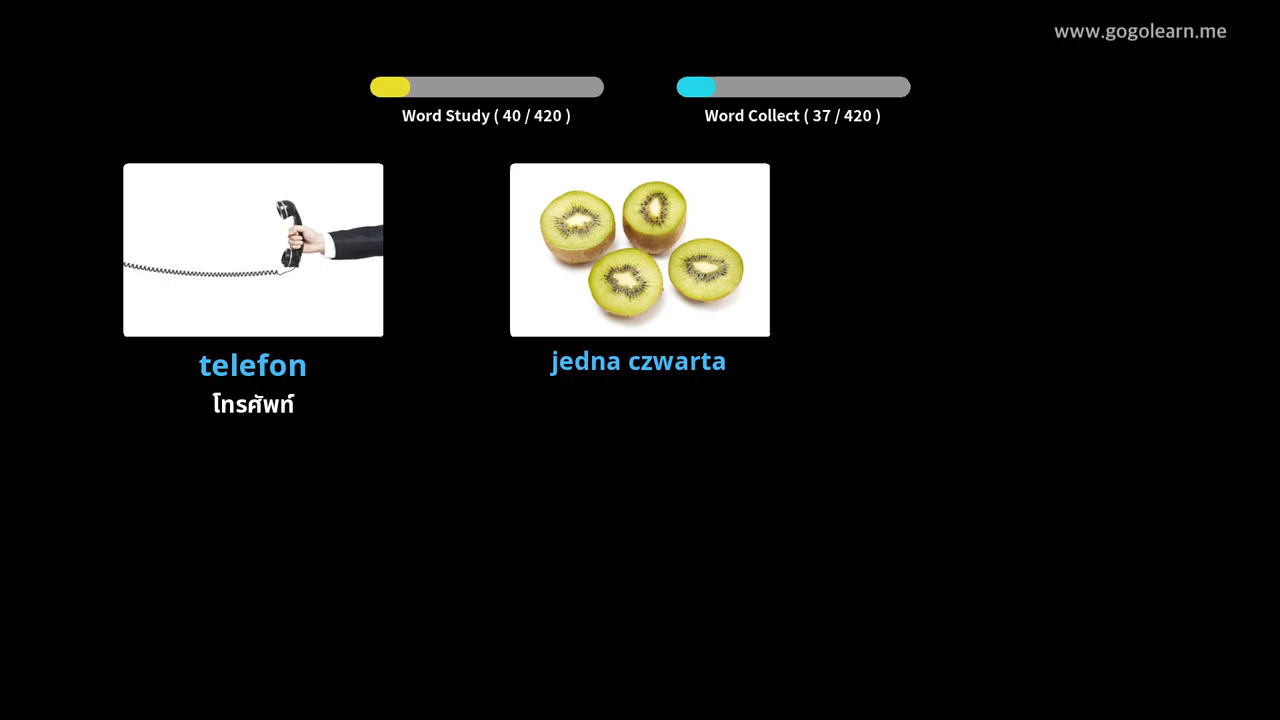 www.gogolearn.me
Word Study ( 40 / 420 )
Word Collect ( 37 / 420 )
telefon
โทรศัพท์
jedna czwarta